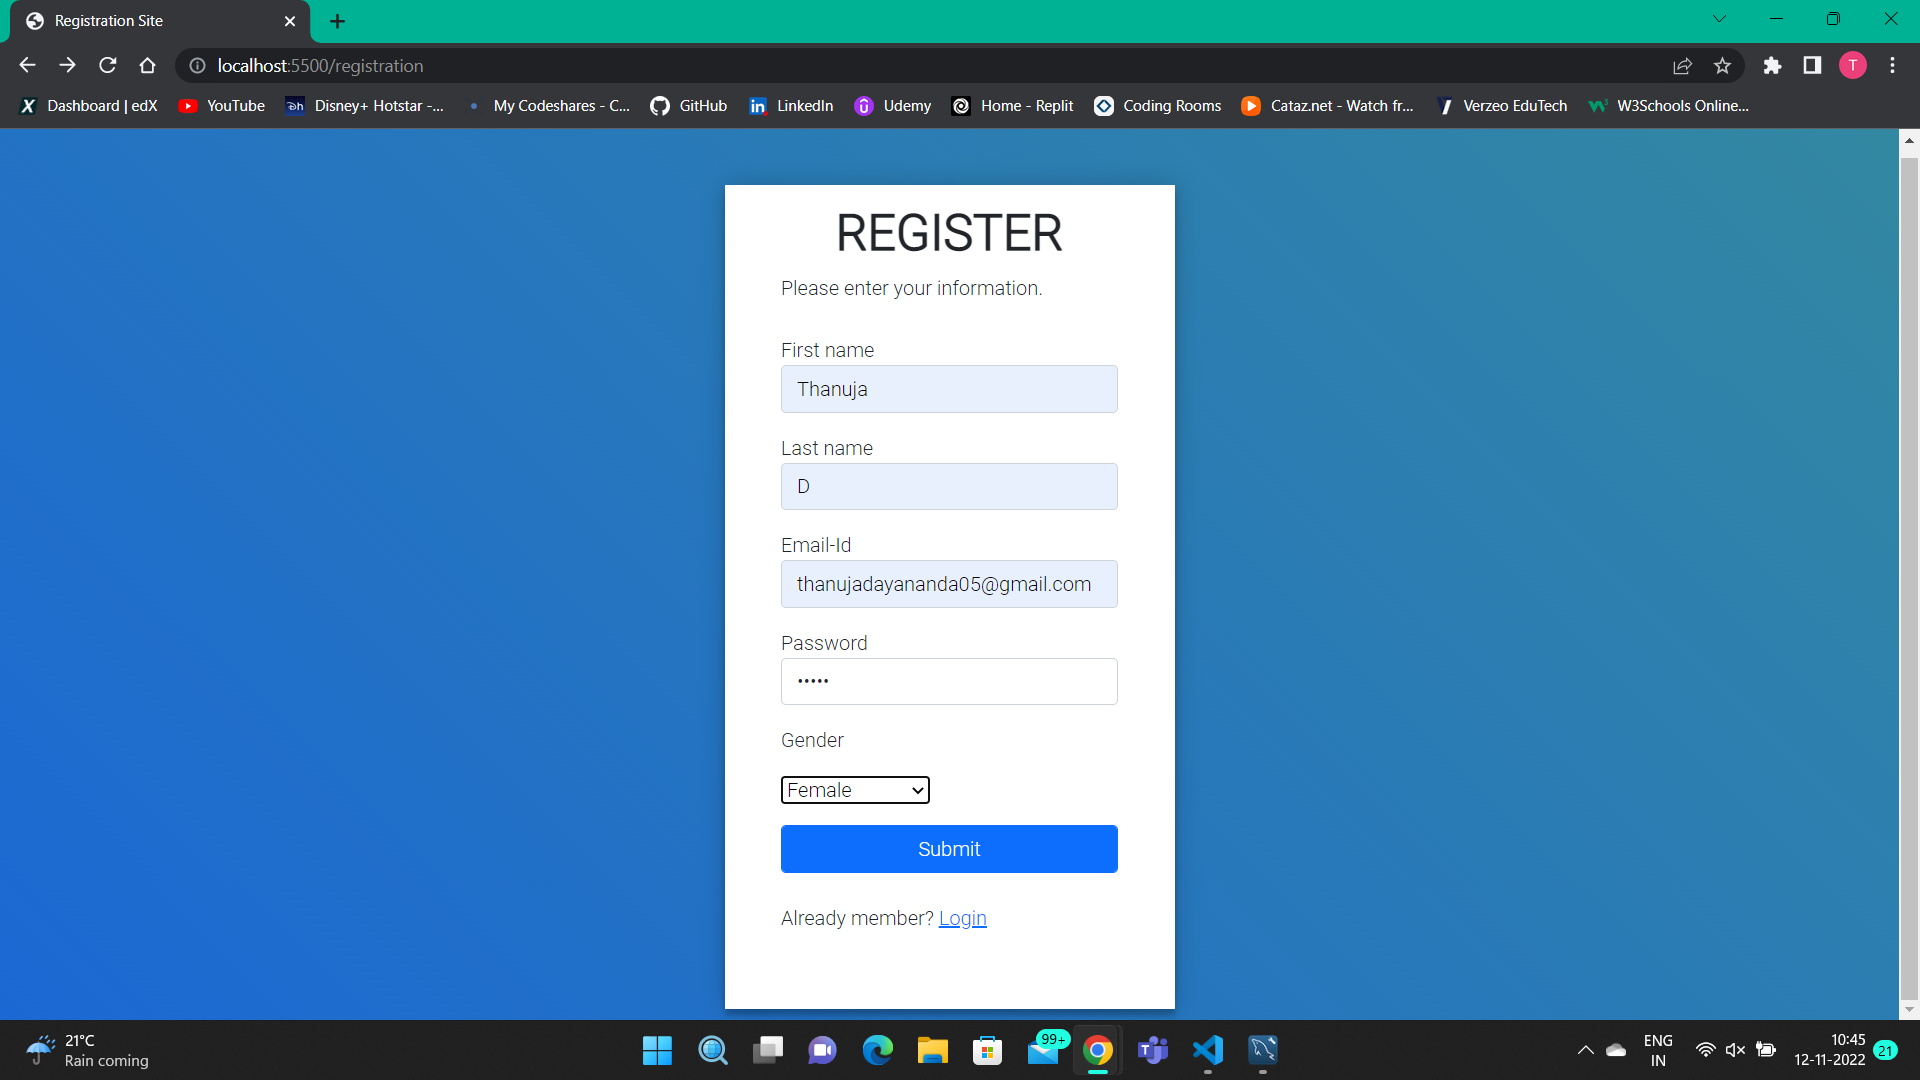 Registration Site
localhost:5500/registration
T
Dashboard | edX
YouTube
Disney+ Hotstar -...
My Codeshares - C...
GitHub
LinkedIn
Udemy
Home - Replit
Coding Rooms
Cataz.net - Watch fr...
Verzeo EduTech
W3Schools Online...
REGISTER
Please enter your information.
First name
Thanuja
Last name
D
Email-Id
thanujadayananda05@gmail.com
Password
•••••
Gender
Female
Submit
Already member? Login
21°C
Rain coming
99+
ENG
IN
10:45
12-11-2022
21